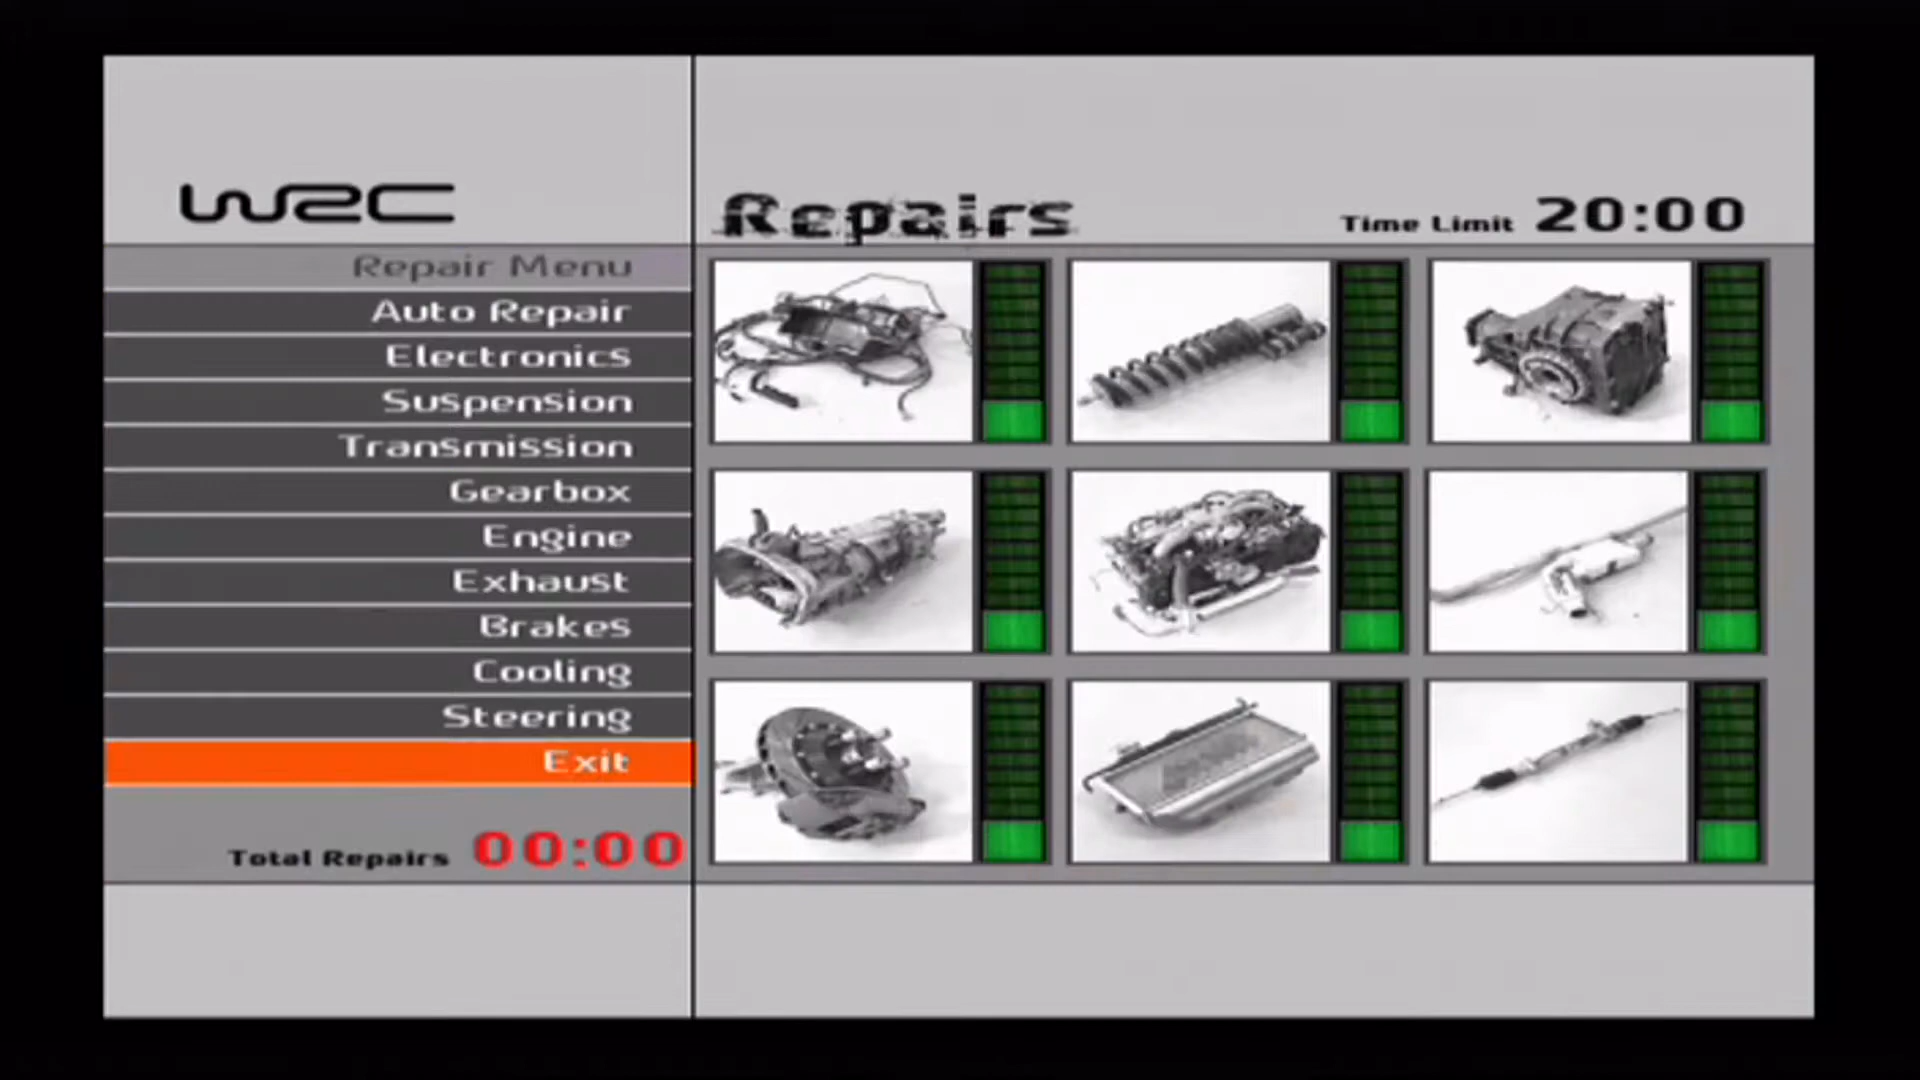 WRC
Repairs
Time Limit 20:00
Repair Menu
Auto Repair
Electronics
Suspension
Transmission
Gearbox
Engine
Exhaust
Brakes
Cooling
Steering
Exit
Total Repairs 00:00